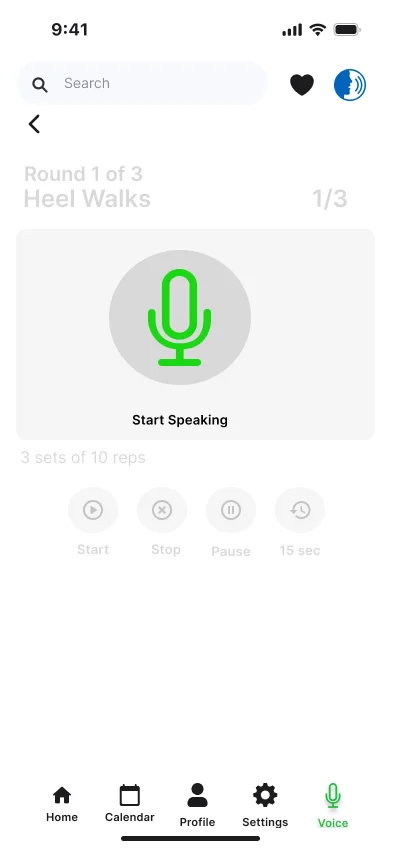 9:41
Search
Round 1 of 3
Heel Walks 1/3
Start Speaking
3 sets of 10 reps
Start Stop Pause 15 sec
Home Calendar Profile Settings Voice